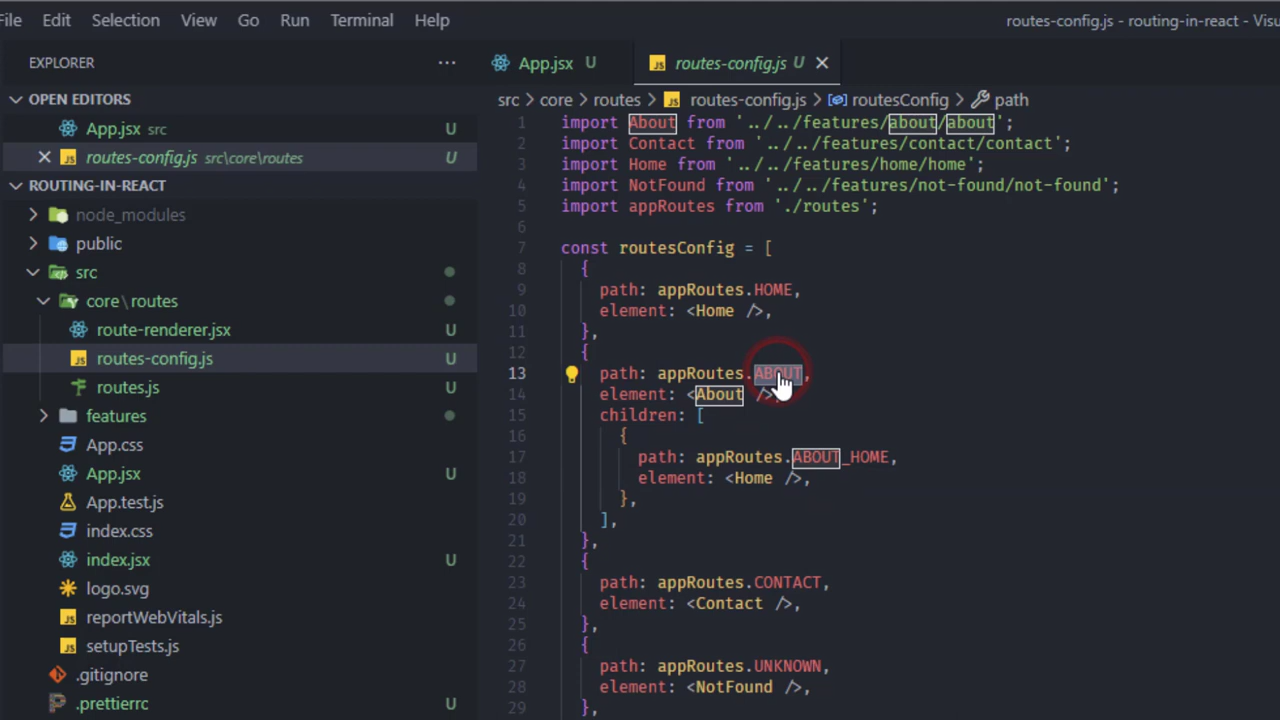 File Edit Selection View Go Run Terminal Help routes-config.js - routing-in-react - Visu
EXPLORER ···
OPEN EDITORS
App.jsx src U
routes-config.js src\core\routes U
ROUTING-IN-REACT
node_modules
public
src
core\routes
route-renderer.jsx U
JS routes-config.js U
routes.js U
features
App.css U
App.jsx U
App.test.js U
index.css U
index.jsx U
logo.svg U
JS reportWebVitals.js U
JS setupTests.js U
.gitignore U
.prettierrc U
App.jsx U JS routes-config.js U
src > core > routes > JS routes-config.js > routesConfig > path
1 import About from '../../features/about/about';
2 import Contact from '../../features/contact/contact';
3 import Home from '../../features/home/home';
4 import NotFound from '../../features/not-found/not-found';
5 import appRoutes from './routes';
6
7 const routesConfig = [
8 {
9 path: appRoutes.HOME,
10 element: <Home />,
11 },
12 {
13 path: appRoutes.ABOUT,
14 element: <About />,
15 children: [
16 {
17 path: appRoutes.ABOUT_HOME,
18 element: <Home />,
19 },
20 ],
21 },
22 {
23 path: appRoutes.CONTACT,
24 element: <Contact />,
25 },
26 {
27 path: appRoutes.UNKNOWN,
28 element: <NotFound />,
29 },